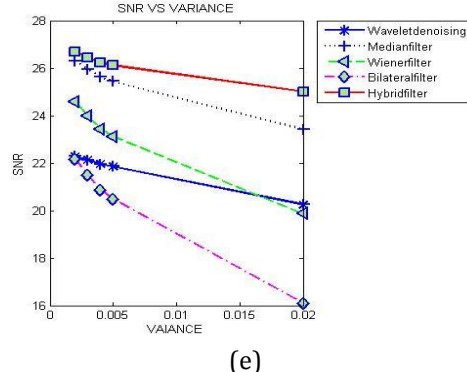 SNR VS VARIANCE
28
26
24
22
20
18
16
SNR
0
0.005
0.01
0.015
0.02
VAIANCE
Waveletdenoising
Medianfilter
Wienerfilter
Bilateralfilter
Hybridfilter
(e)